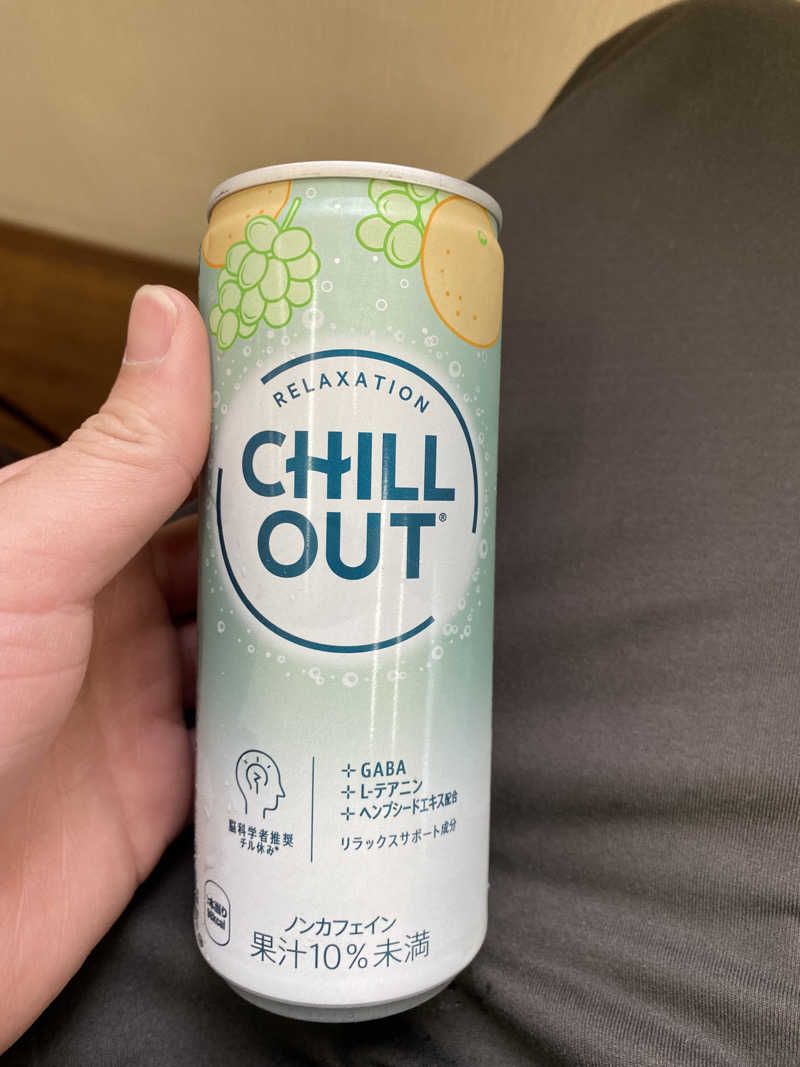 RELAXATION
CHILL
OUT®
GABA
L-テアニン
ヘンプシードエキス配合
リラックスサポート成分
脳科学者推奨
チル休み*
ノンカフェイン
果汁10%未満